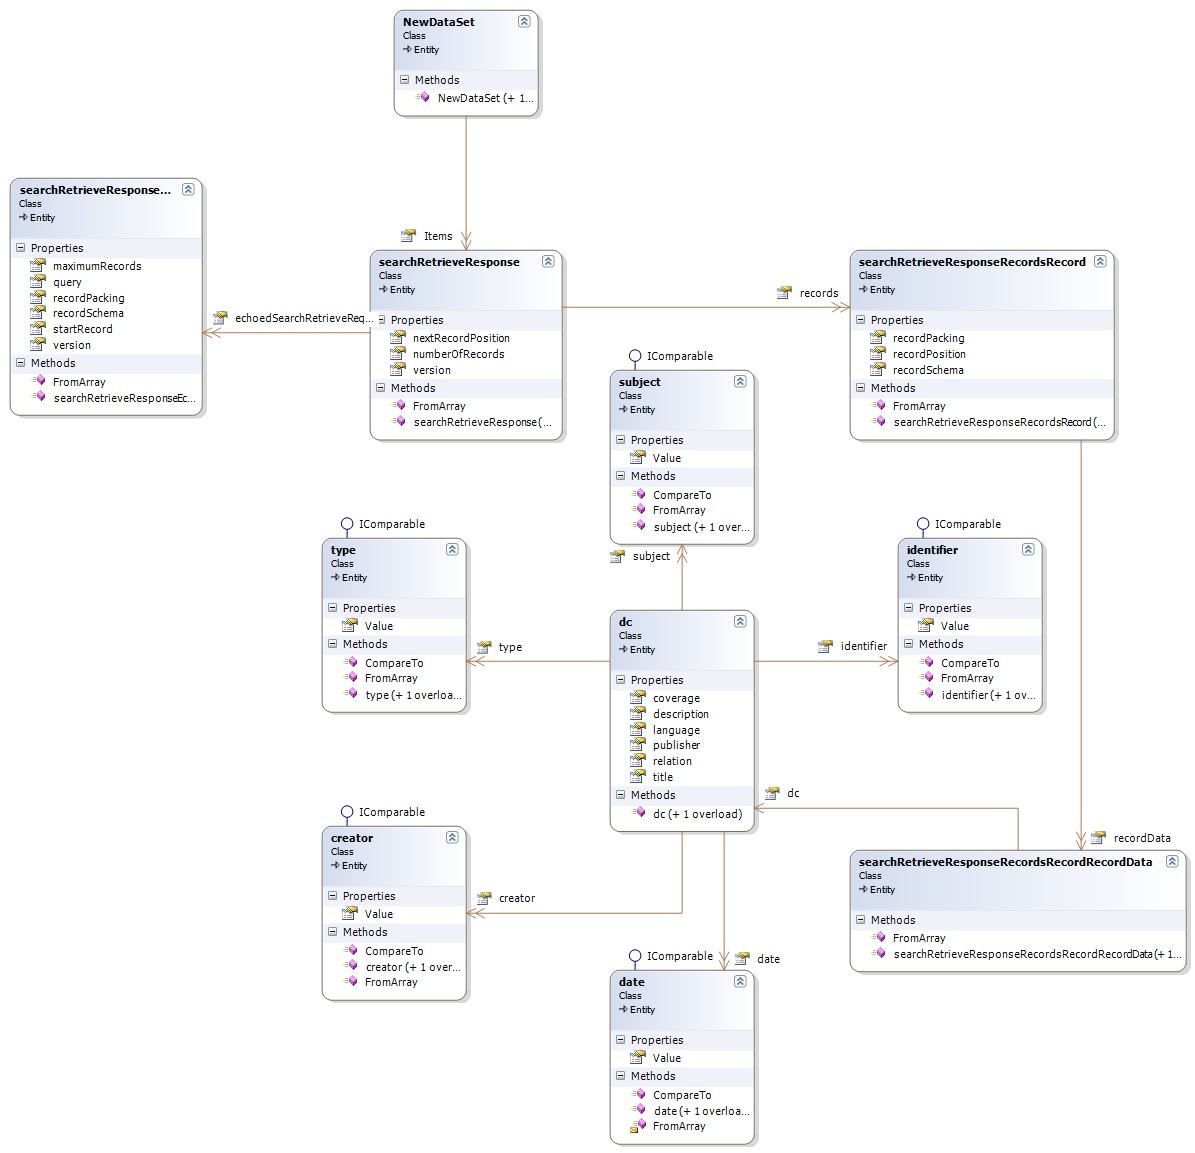 NewDataSet
Class
Entity
Methods
NewDataSet (+ 1...
searchRetrieveResponse...
Class
Entity
Properties
maximumRecords
query
recordPacking
recordSchema
startRecord
version
Methods
FromArray
searchRetrieveResponseEc...
Items
echoedSearchRetrieveReq...
searchRetrieveResponse
Class
Entity
Properties
nextRecordPosition
numberOfRecords
version
Methods
FromArray
searchRetrieveResponse (...
records
searchRetrieveResponseRecordsRecord
Class
Entity
Properties
recordPacking
recordPosition
recordSchema
Methods
FromArray
searchRetrieveResponseRecordsRecord (...
IComparable
subject
Class
Entity
Properties
Value
Methods
CompareTo
FromArray
subject (+ 1 over...
subject
IComparable
type
Class
Entity
Properties
Value
Methods
CompareTo
FromArray
type (+ 1 overloa...
type
dc
Class
Entity
Properties
coverage
description
language
publisher
relation
title
Methods
dc (+ 1 overload)
identifier
IComparable
identifier
Class
Entity
Properties
Value
Methods
CompareTo
FromArray
identifier (+ 1 ov...
dc
recordData
searchRetrieveResponseRecordsRecordRecordData
Class
Entity
Methods
FromArray
searchRetrieveResponseRecordsRecordRecordData (+ 1...
IComparable
creator
Class
Entity
Properties
Value
Methods
CompareTo
creator (+ 1 over...
FromArray
creator
IComparable
date
date
Class
Entity
Properties
Value
Methods
CompareTo
date (+ 1 overloa...
FromArray